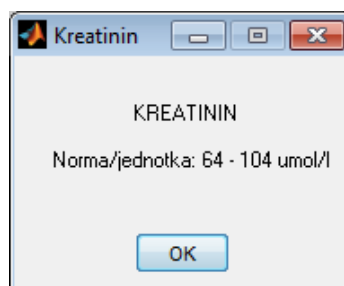 Kreatinin
KREATININ
Norma/jednotka: 64 - 104 umol/l
OK